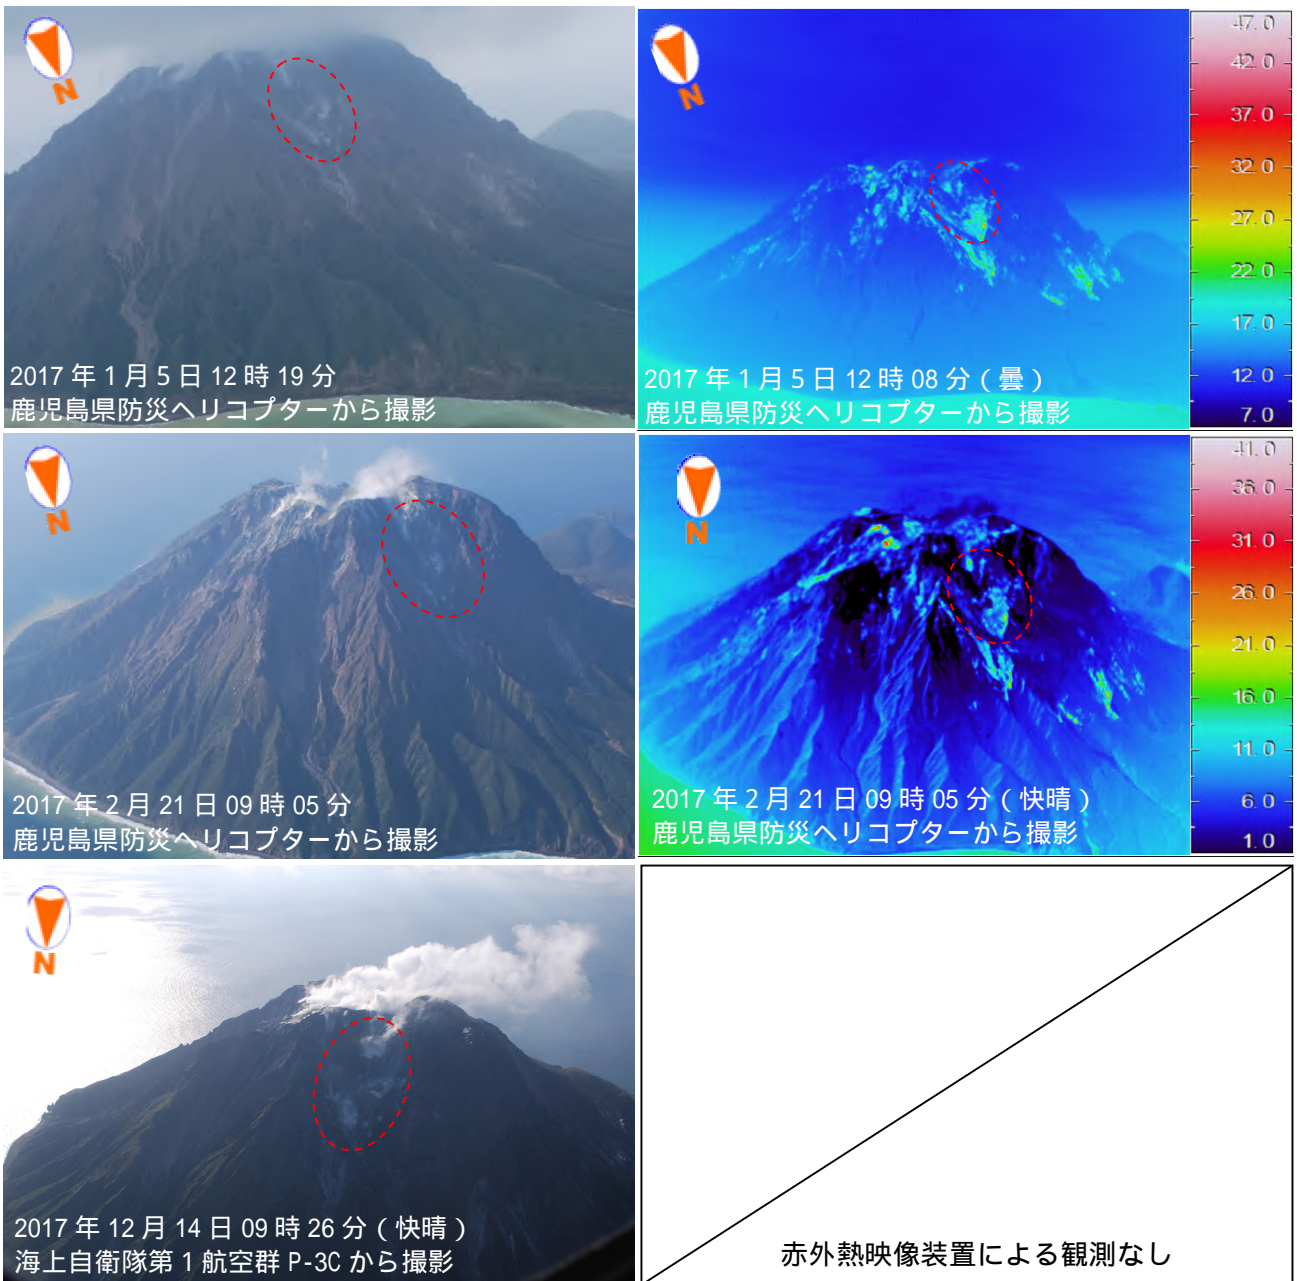 N
2017 年 1 月 5 日 12 時 19 分
鹿児島県防災ヘリコプターから撮影
N
2017 年 1 月 5 日 12 時 08 分 ( 曇 )
鹿児島県防災ヘリコプターから撮影
47.0
42.0
37.0
32.0
27.0
22.0
17.0
12.0
7.0
N
2017 年 2 月 21 日 09 時 05 分
鹿児島県防災ヘリコプターから撮影
N
2017 年 2 月 21 日 09 時 05 分 ( 快晴 )
鹿児島県防災ヘリコプターから撮影
41.0
36.0
31.0
26.0
21.0
16.0
11.0
6.0
1.0
N
2017 年 12 月 14 日 09 時 26 分 ( 快晴 )
海上自衛隊第 1 航空群 P-3C から撮影
赤外熱映像装置による観測なし